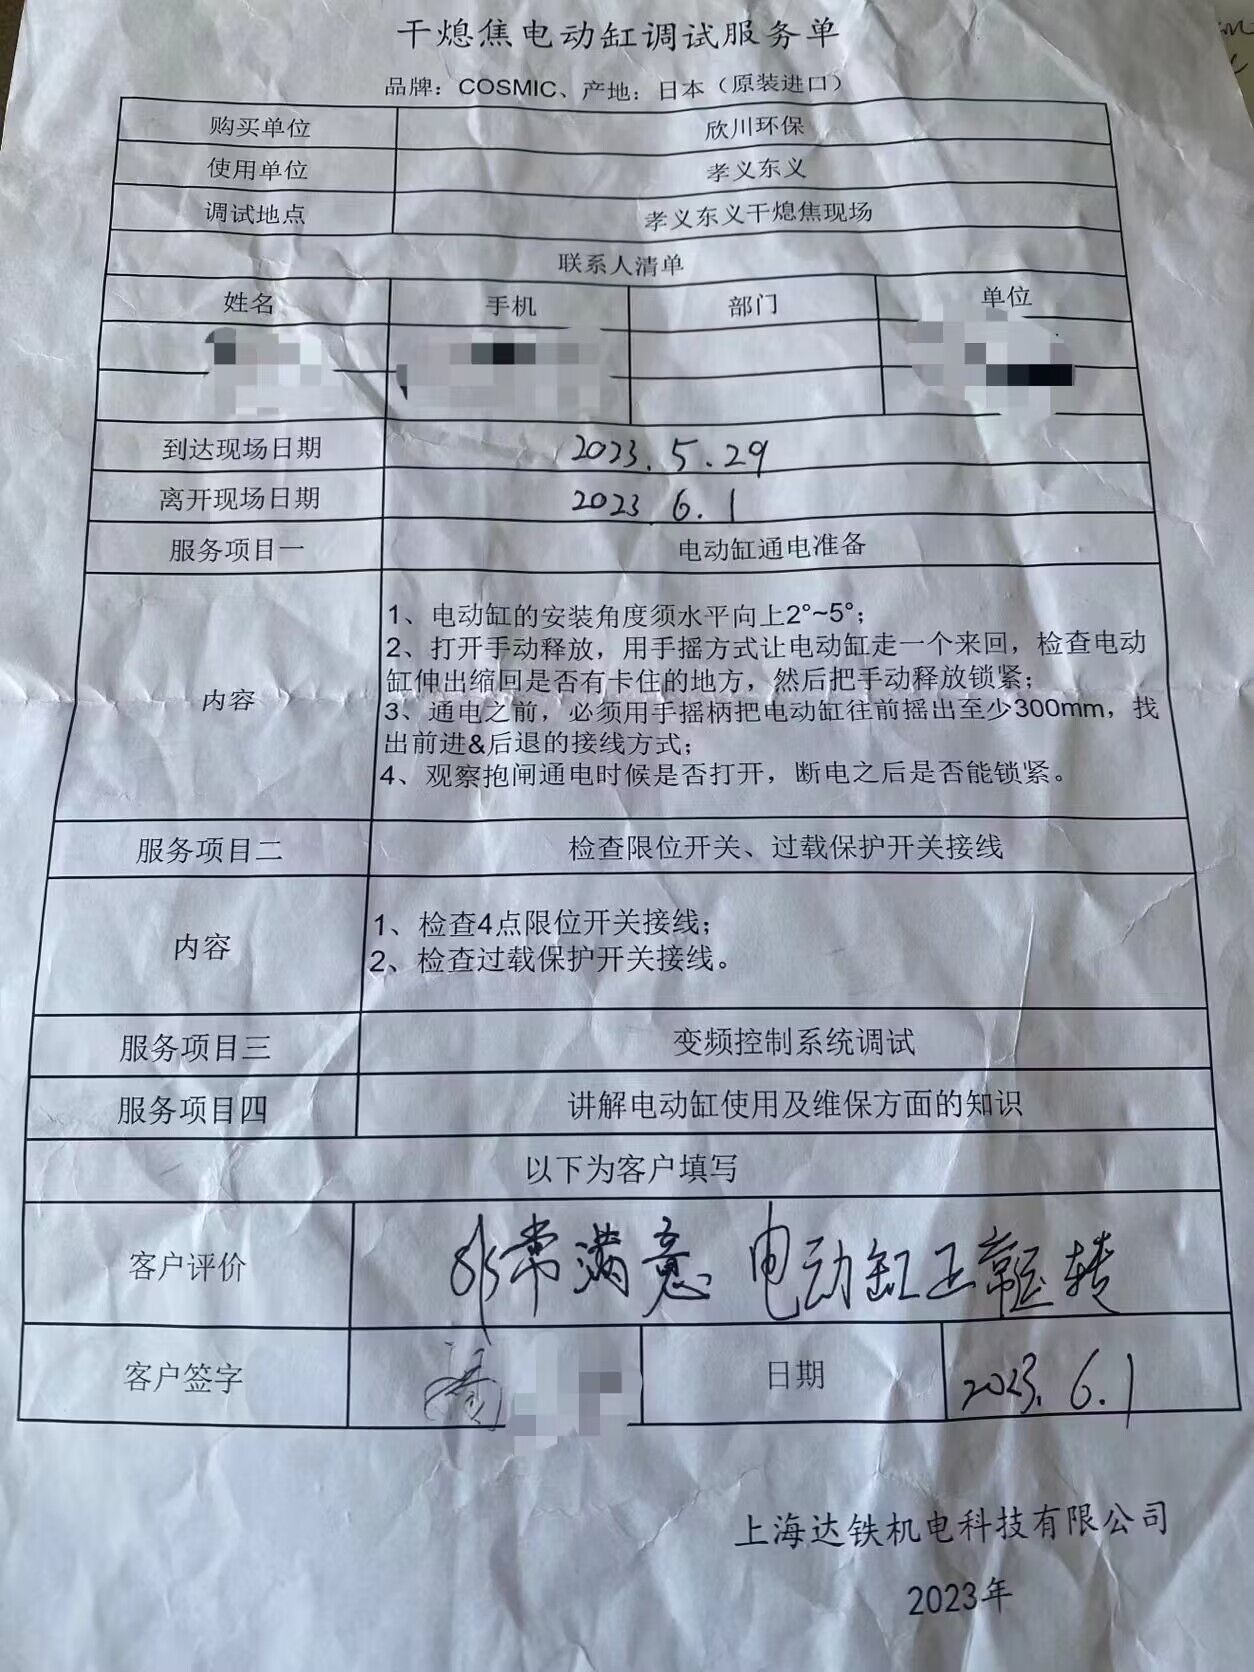 干熄焦电动缸调试服务单
品牌：COSMIC、产地：日本（原装进口）
购买单位 欣川环保
使用单位 孝义东义
调试地点 孝义东义干熄焦现场
联系人清单
姓名 手机 部门 单位
到达现场日期 2023.5.29
离开现场日期 2023.6.1
服务项目一 电动缸通电准备
内容
1、电动缸的安装角度须水平向上2°~5°；
2、打开手动释放，用手摇方式让电动缸走一个来回，检查电动
缸伸出缩回是否有卡住的地方，然后把手动释放锁紧；
3、通电之前，必须用手摇柄把电动缸往前摇出至少300mm，找
出前进&后退的接线方式；
4、观察抱闸通电时候是否打开，断电之后是否能锁紧。
服务项目二 检查限位开关、过载保护开关接线
内容
1、检查4点限位开关接线；
2、检查过载保护开关接线。
服务项目三 变频控制系统调试
服务项目四 讲解电动缸使用及维保方面的知识
以下为客户填写
客户评价 非常满意 电动缸正常运转
客户签字 日期 2023.6.1
上海达铁机电科技有限公司
2023年